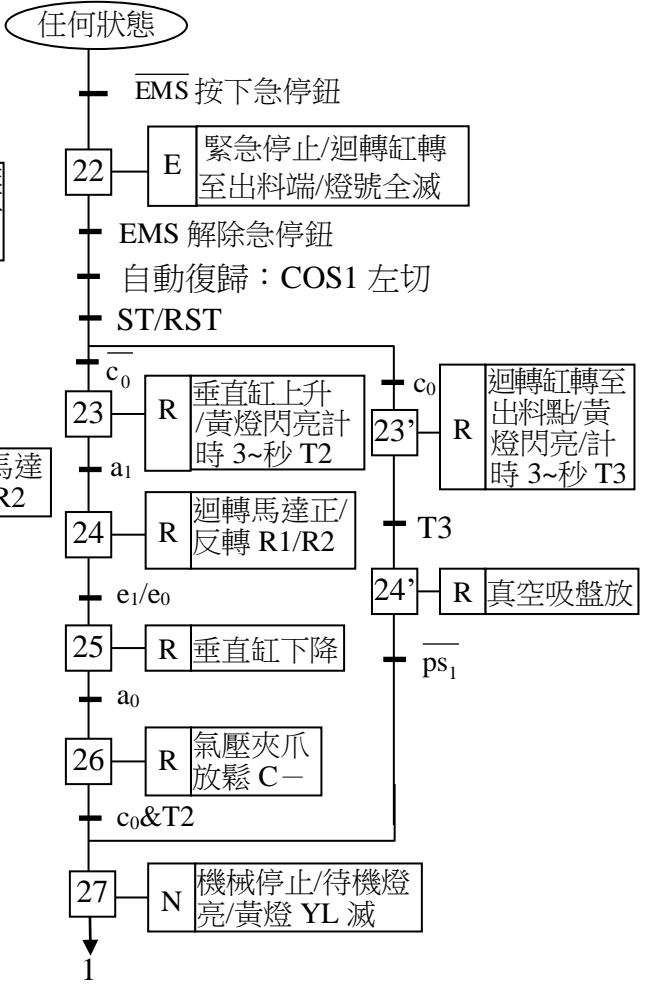 任何狀態
E̅M̅S̅ 按下急停鈕
22
E
緊急停止/迴轉缸轉
至出料端/燈號全滅
EMS 解除急停鈕
自動復歸：COS1 左切
ST/RST
c̅₀̅
23
R
垂直缸上升
/黃燈閃亮計
時 3~秒 T2
a₁
24
R
迴轉馬達正/
反轉 R1/R2
e₁/e₀
25
R
垂直缸下降
a₀
26
R
氣壓夾爪
放鬆 C－
c₀&T2
c₀
23’
R
迴轉缸轉至
出料點/黃
燈閃亮/計
時 3~秒 T3
T3
24’
R
真空吸盤放
p̅s̅₁̅
27
N
機械停止/待機燈
亮/黃燈 YL 滅
1
馬達
R2